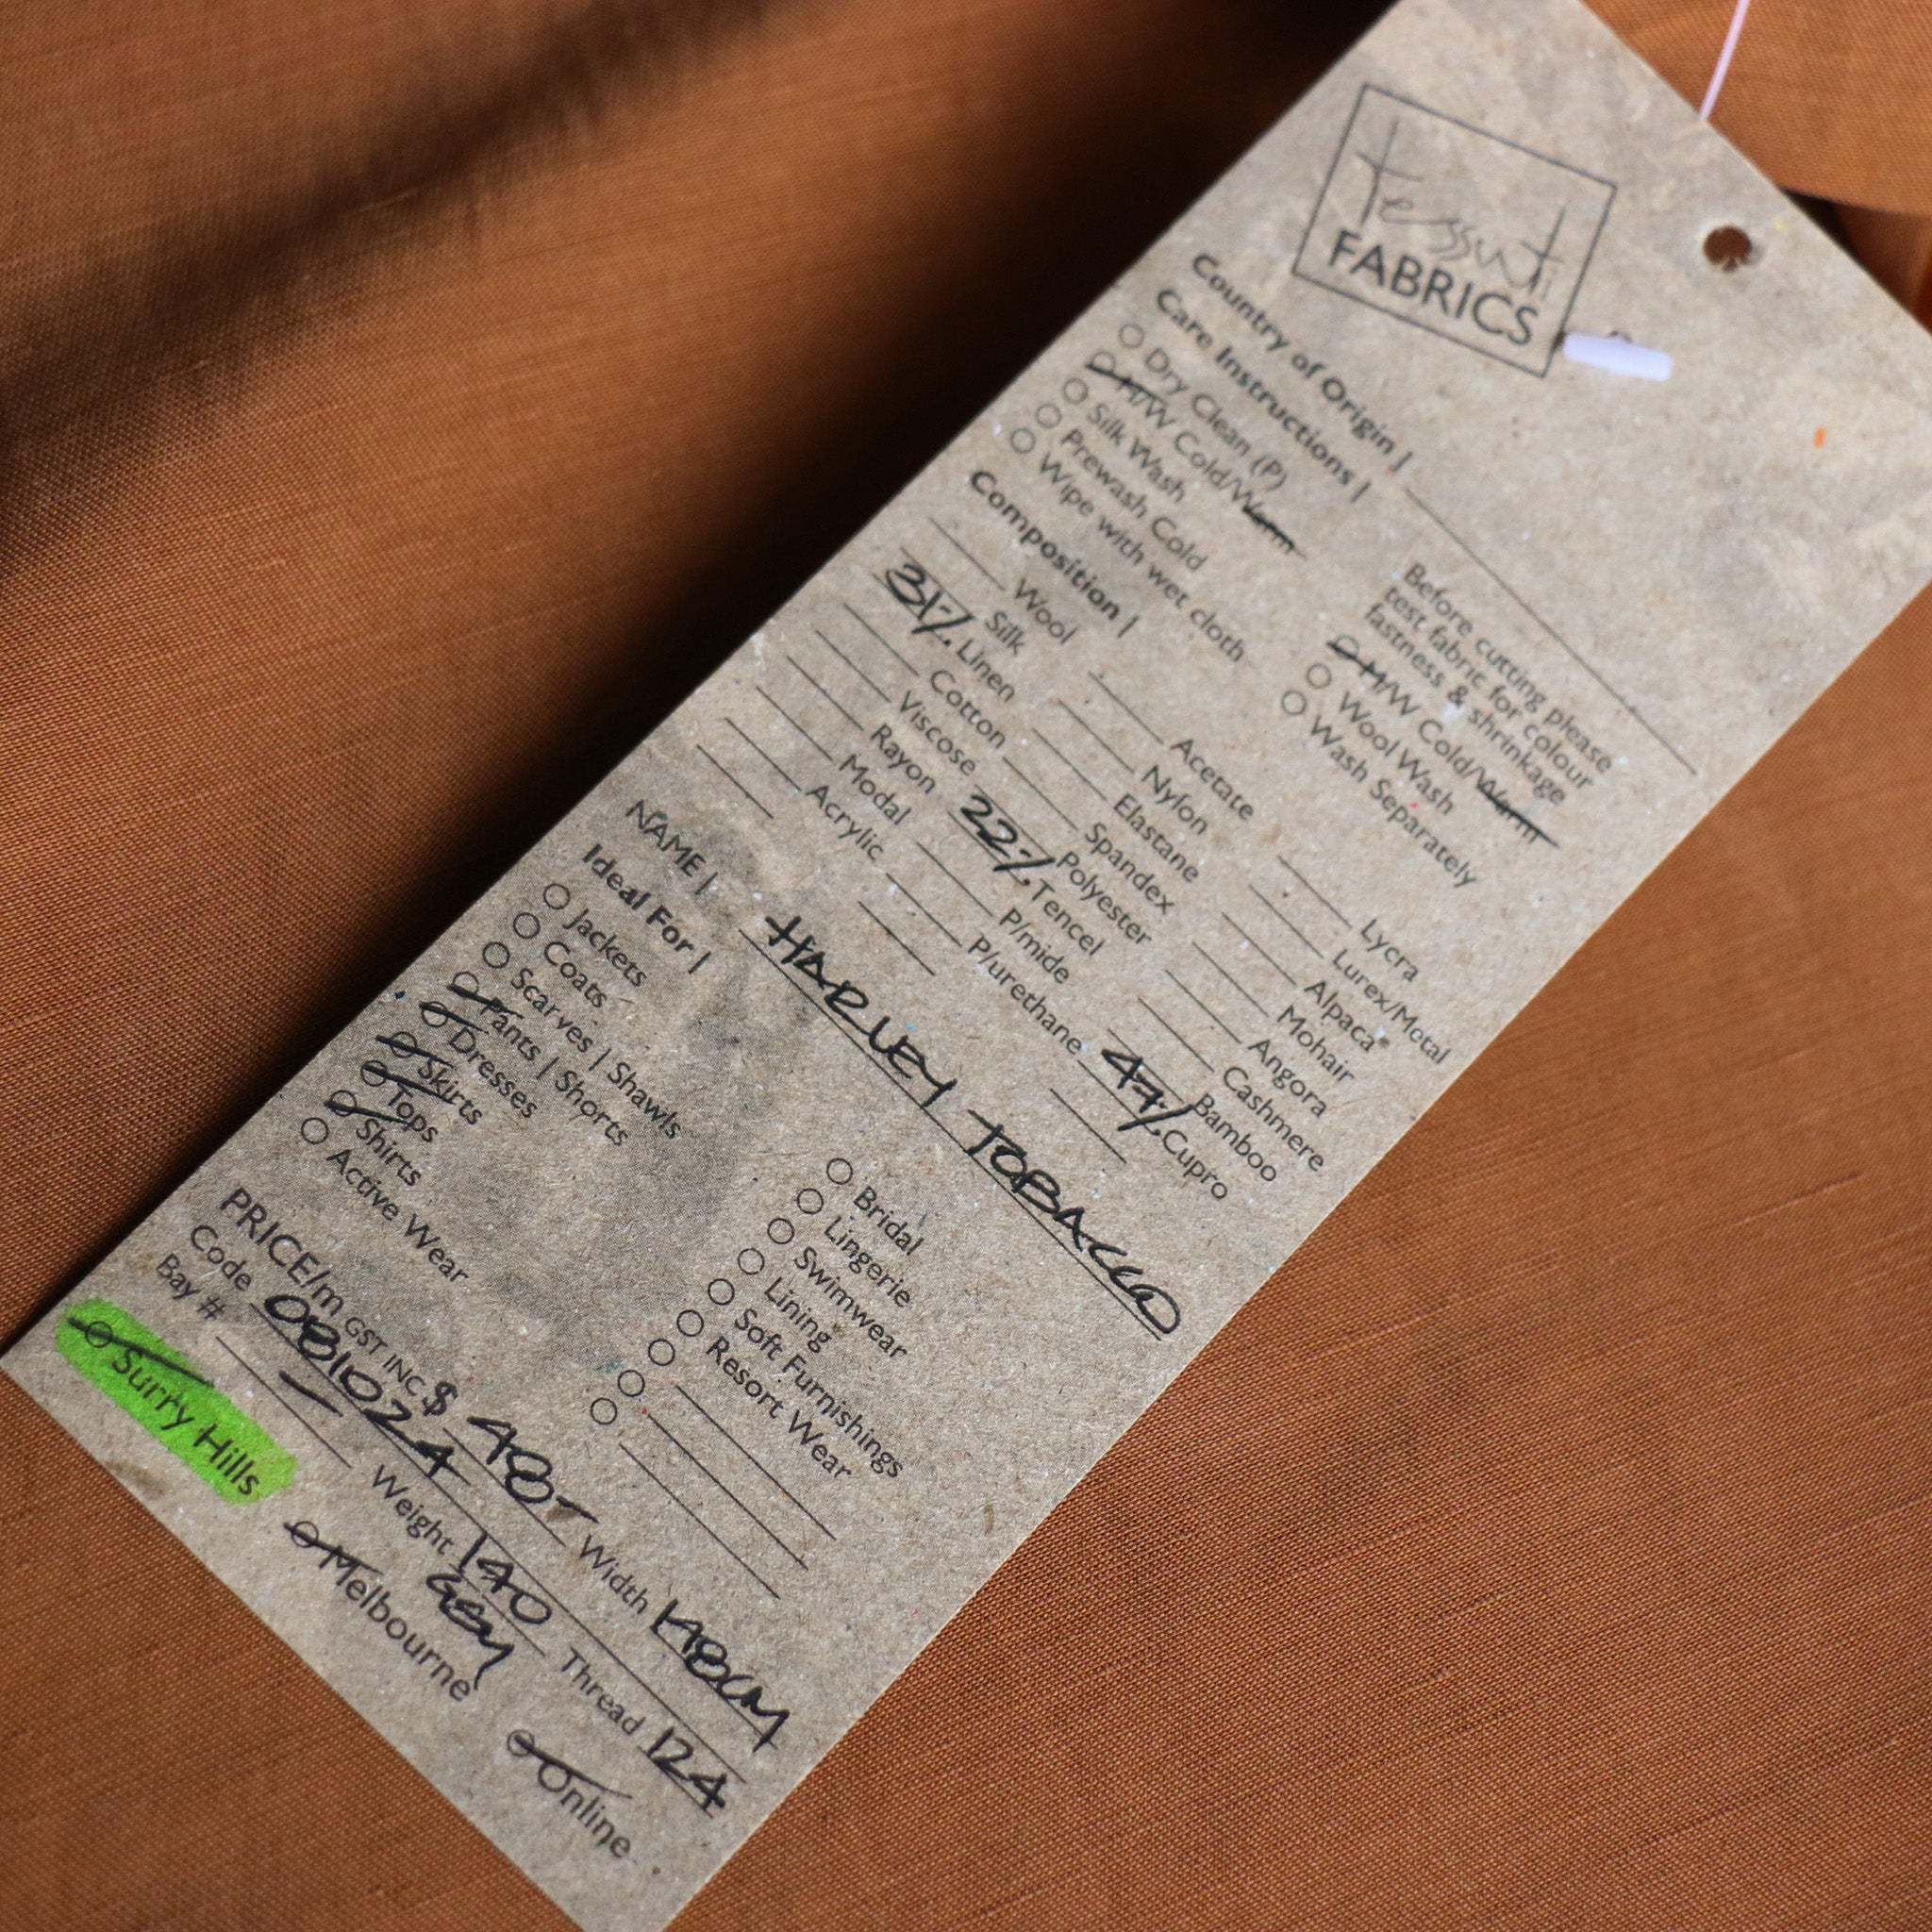 tessuti
FABRICS
Country of Origin |
Care Instructions |
Dry Clean (P)
H/W Cold/Warm
Silk Wash
Prewash Cold
Wipe with wet cloth
Before cutting please
test fabric for colour
fastness & shrinkage
M/W Cold/Warm
Wool Wash
Wash Separately
Composition |
Wool
Silk
31% Linen
Cotton
Viscose
Rayon
Modal
Acrylic
Acetate
Nylon
Elastane
Spandex
Polyester
22% Tencel
P/mide
P/urethane
Lycra
Lurex/Metal
Alpaca
Mohair
Angora
Cashmere
Bamboo
47% Cupro
NAME | HARLEY TOBACCO
Ideal For |
Jackets
Coats
Scarves | Shawls
Pants | Shorts
Dresses
Skirts
Tops
Shirts
Active Wear
Bridal
Lingerie
Swimwear
Lining
Soft Furnishings
Resort Wear
PRICE/m GST INC $ 48- Width 148CM
Code 081024 Weight 140 GSM Thread 124
Bay #
Surry Hills Melbourne Online